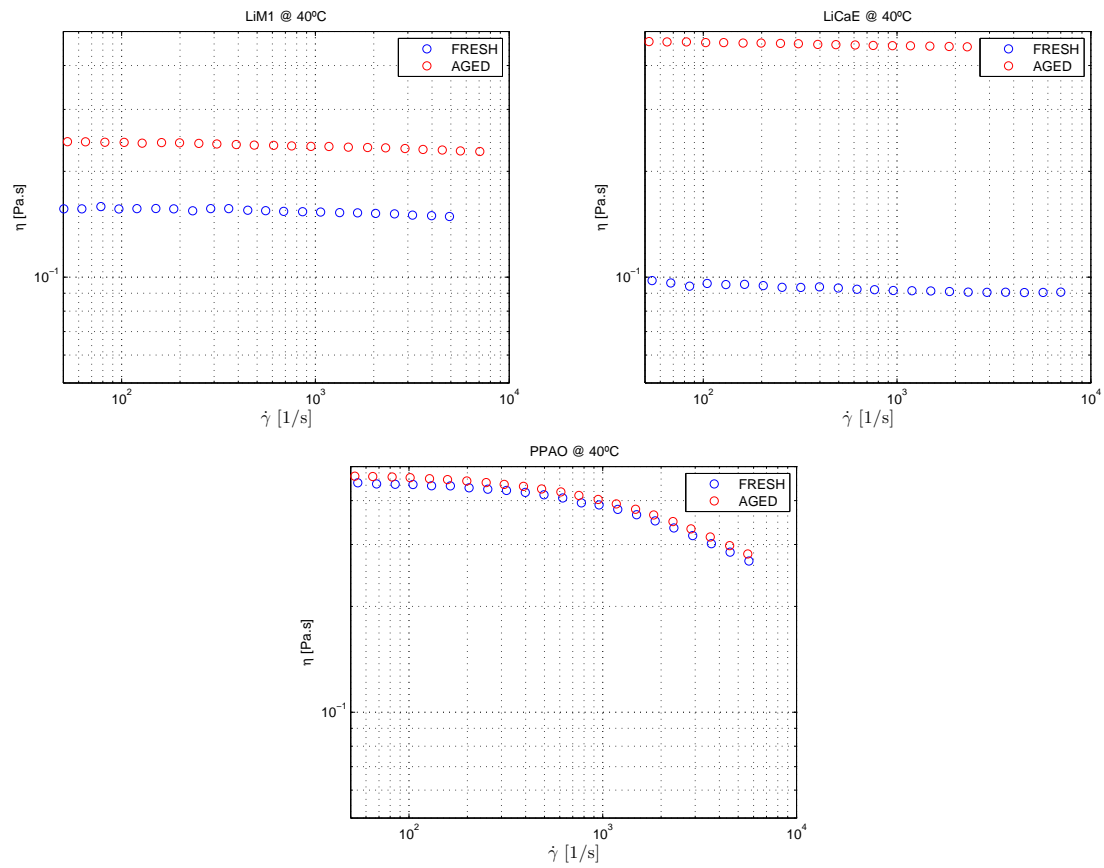 LiM1 @ 40ºC
FRESH
AGED
η [Pa.s]
10⁻¹
10² 10³ 10⁴
γ̇ [1/s]
LiCaE @ 40ºC
FRESH
AGED
η [Pa.s]
10⁻¹
10² 10³ 10⁴
γ̇ [1/s]
PPAO @ 40ºC
FRESH
AGED
η [Pa.s]
10⁻¹
10² 10³ 10⁴
γ̇ [1/s]